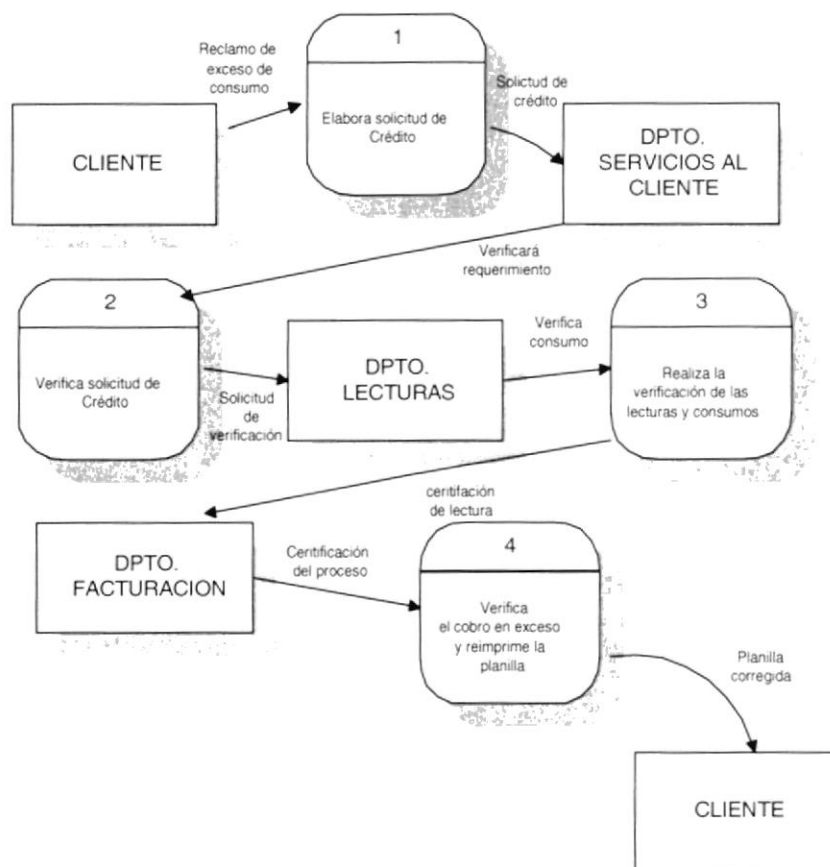 Reclamo de
exceso de
consumo
1
Elabora solicitud de
Crédito
Solictud de
crédito
CLIENTE
DPTO.
SERVICIOS AL
CLIENTE
Verificará
requerimiento
2
Verifica solicitud de
Crédito
Solicitud
de
verificación
DPTO.
LECTURAS
Verifica
consumo
3
Realiza la
verificación de las
lecturas y consumos
ceritifación
de lectura
DPTO.
FACTURACION
Ceritificación
del proceso
4
Verifica
el cobro en exceso
y reimprime la
planilla
Planilla
corregida
CLIENTE